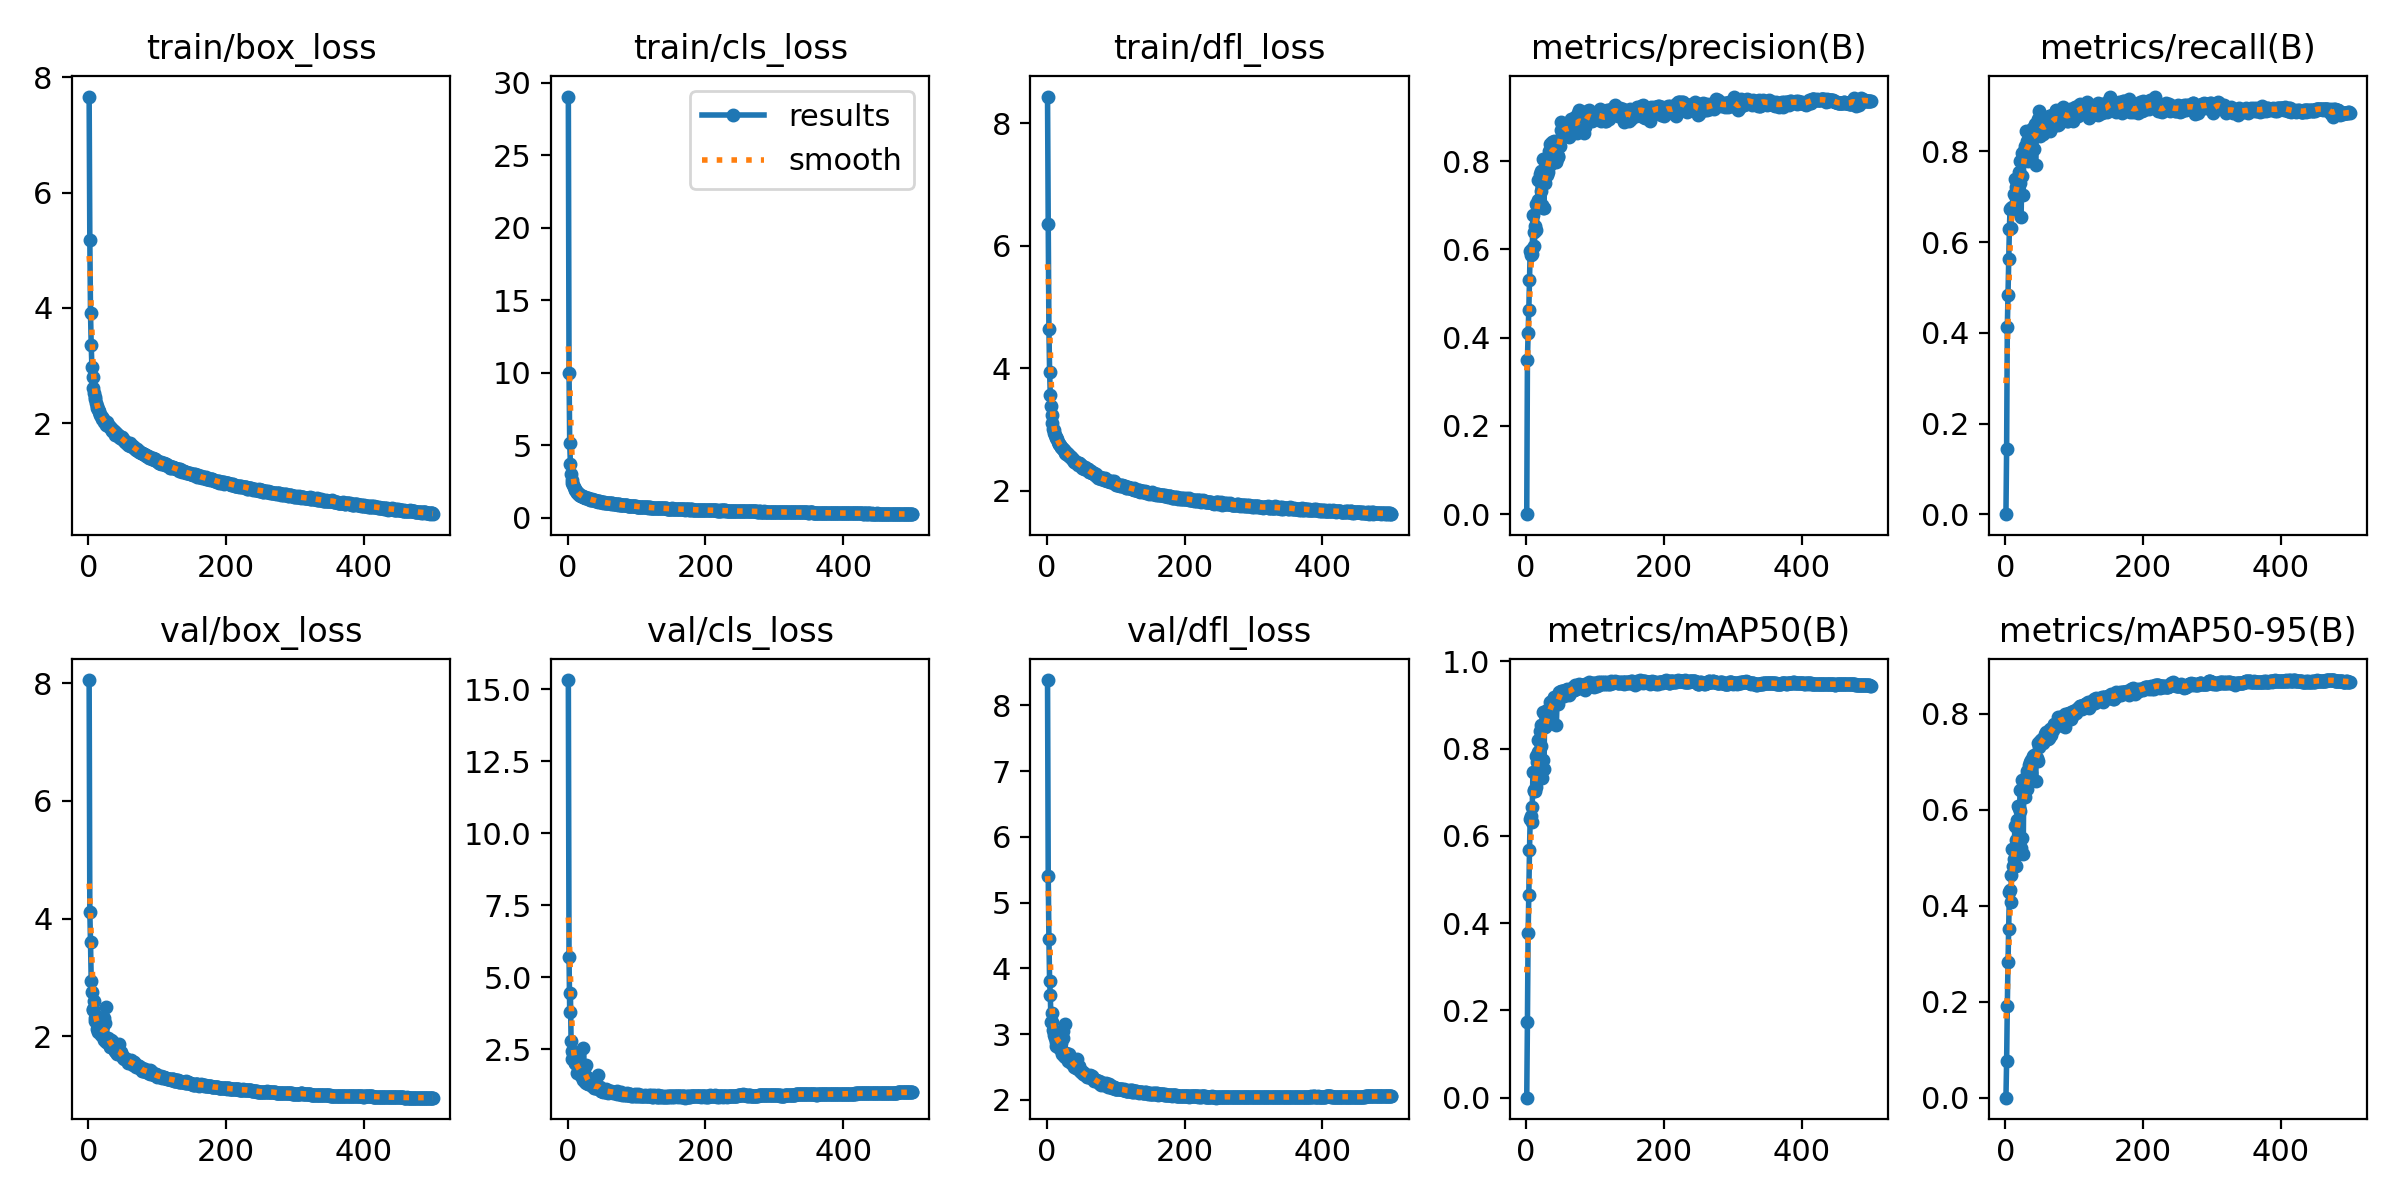 train/box_loss
8
6
4
2
0 200 400
train/cls_loss
30
25
20
15
10
5
0
0 200 400
results
smooth
train/dfl_loss
8
6
4
2
0 200 400
metrics/precision(B)
0.8
0.6
0.4
0.2
0.0
0 200 400
metrics/recall(B)
0.8
0.6
0.4
0.2
0.0
0 200 400
val/box_loss
8
6
4
2
0 200 400
val/cls_loss
15.0
12.5
10.0
7.5
5.0
2.5
0 200 400
val/dfl_loss
8
7
6
5
4
3
2
0 200 400
metrics/mAP50(B)
1.0
0.8
0.6
0.4
0.2
0.0
0 200 400
metrics/mAP50-95(B)
0.8
0.6
0.4
0.2
0.0
0 200 400